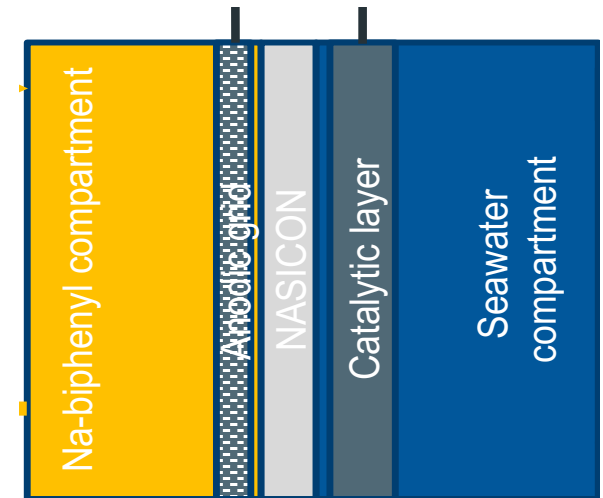 Na-biphenyl compartment
Anodic grid
NASICON
Catalytic layer
Seawater
compartment